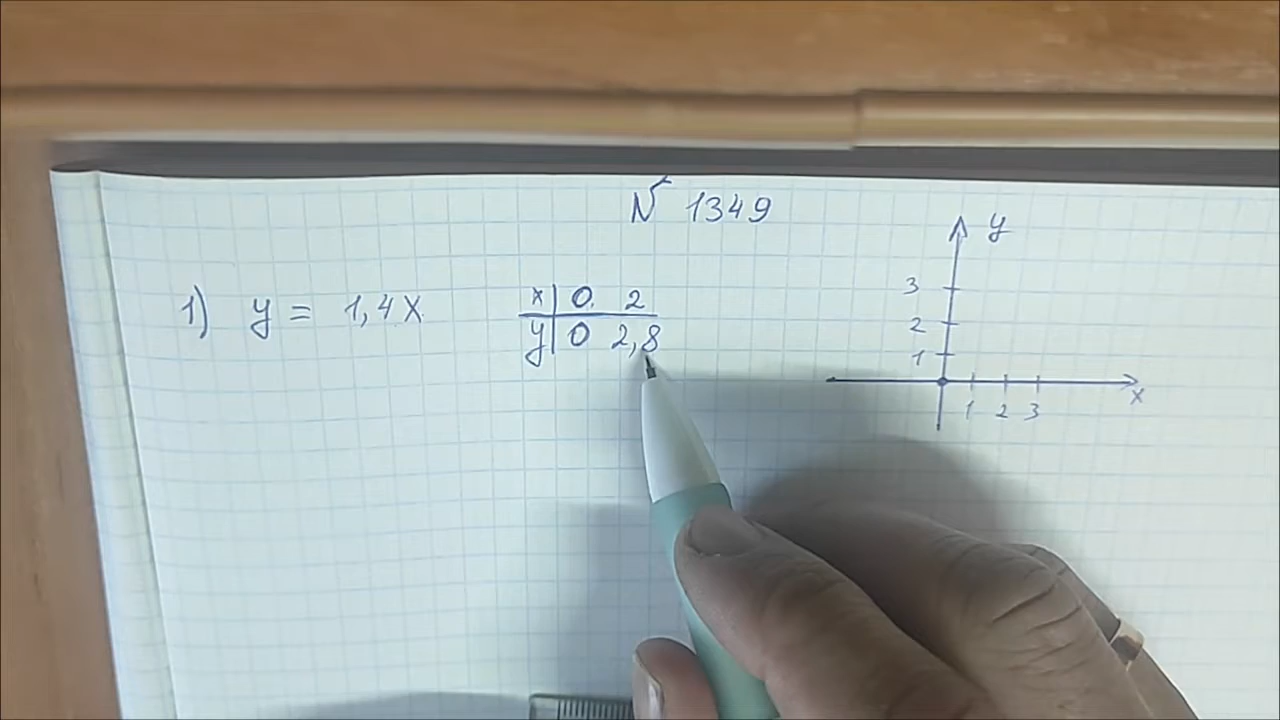 № 1349
1) y = 1,4x
x 0 2
y 0 2,8
y
3
2
1
1 2 3
x